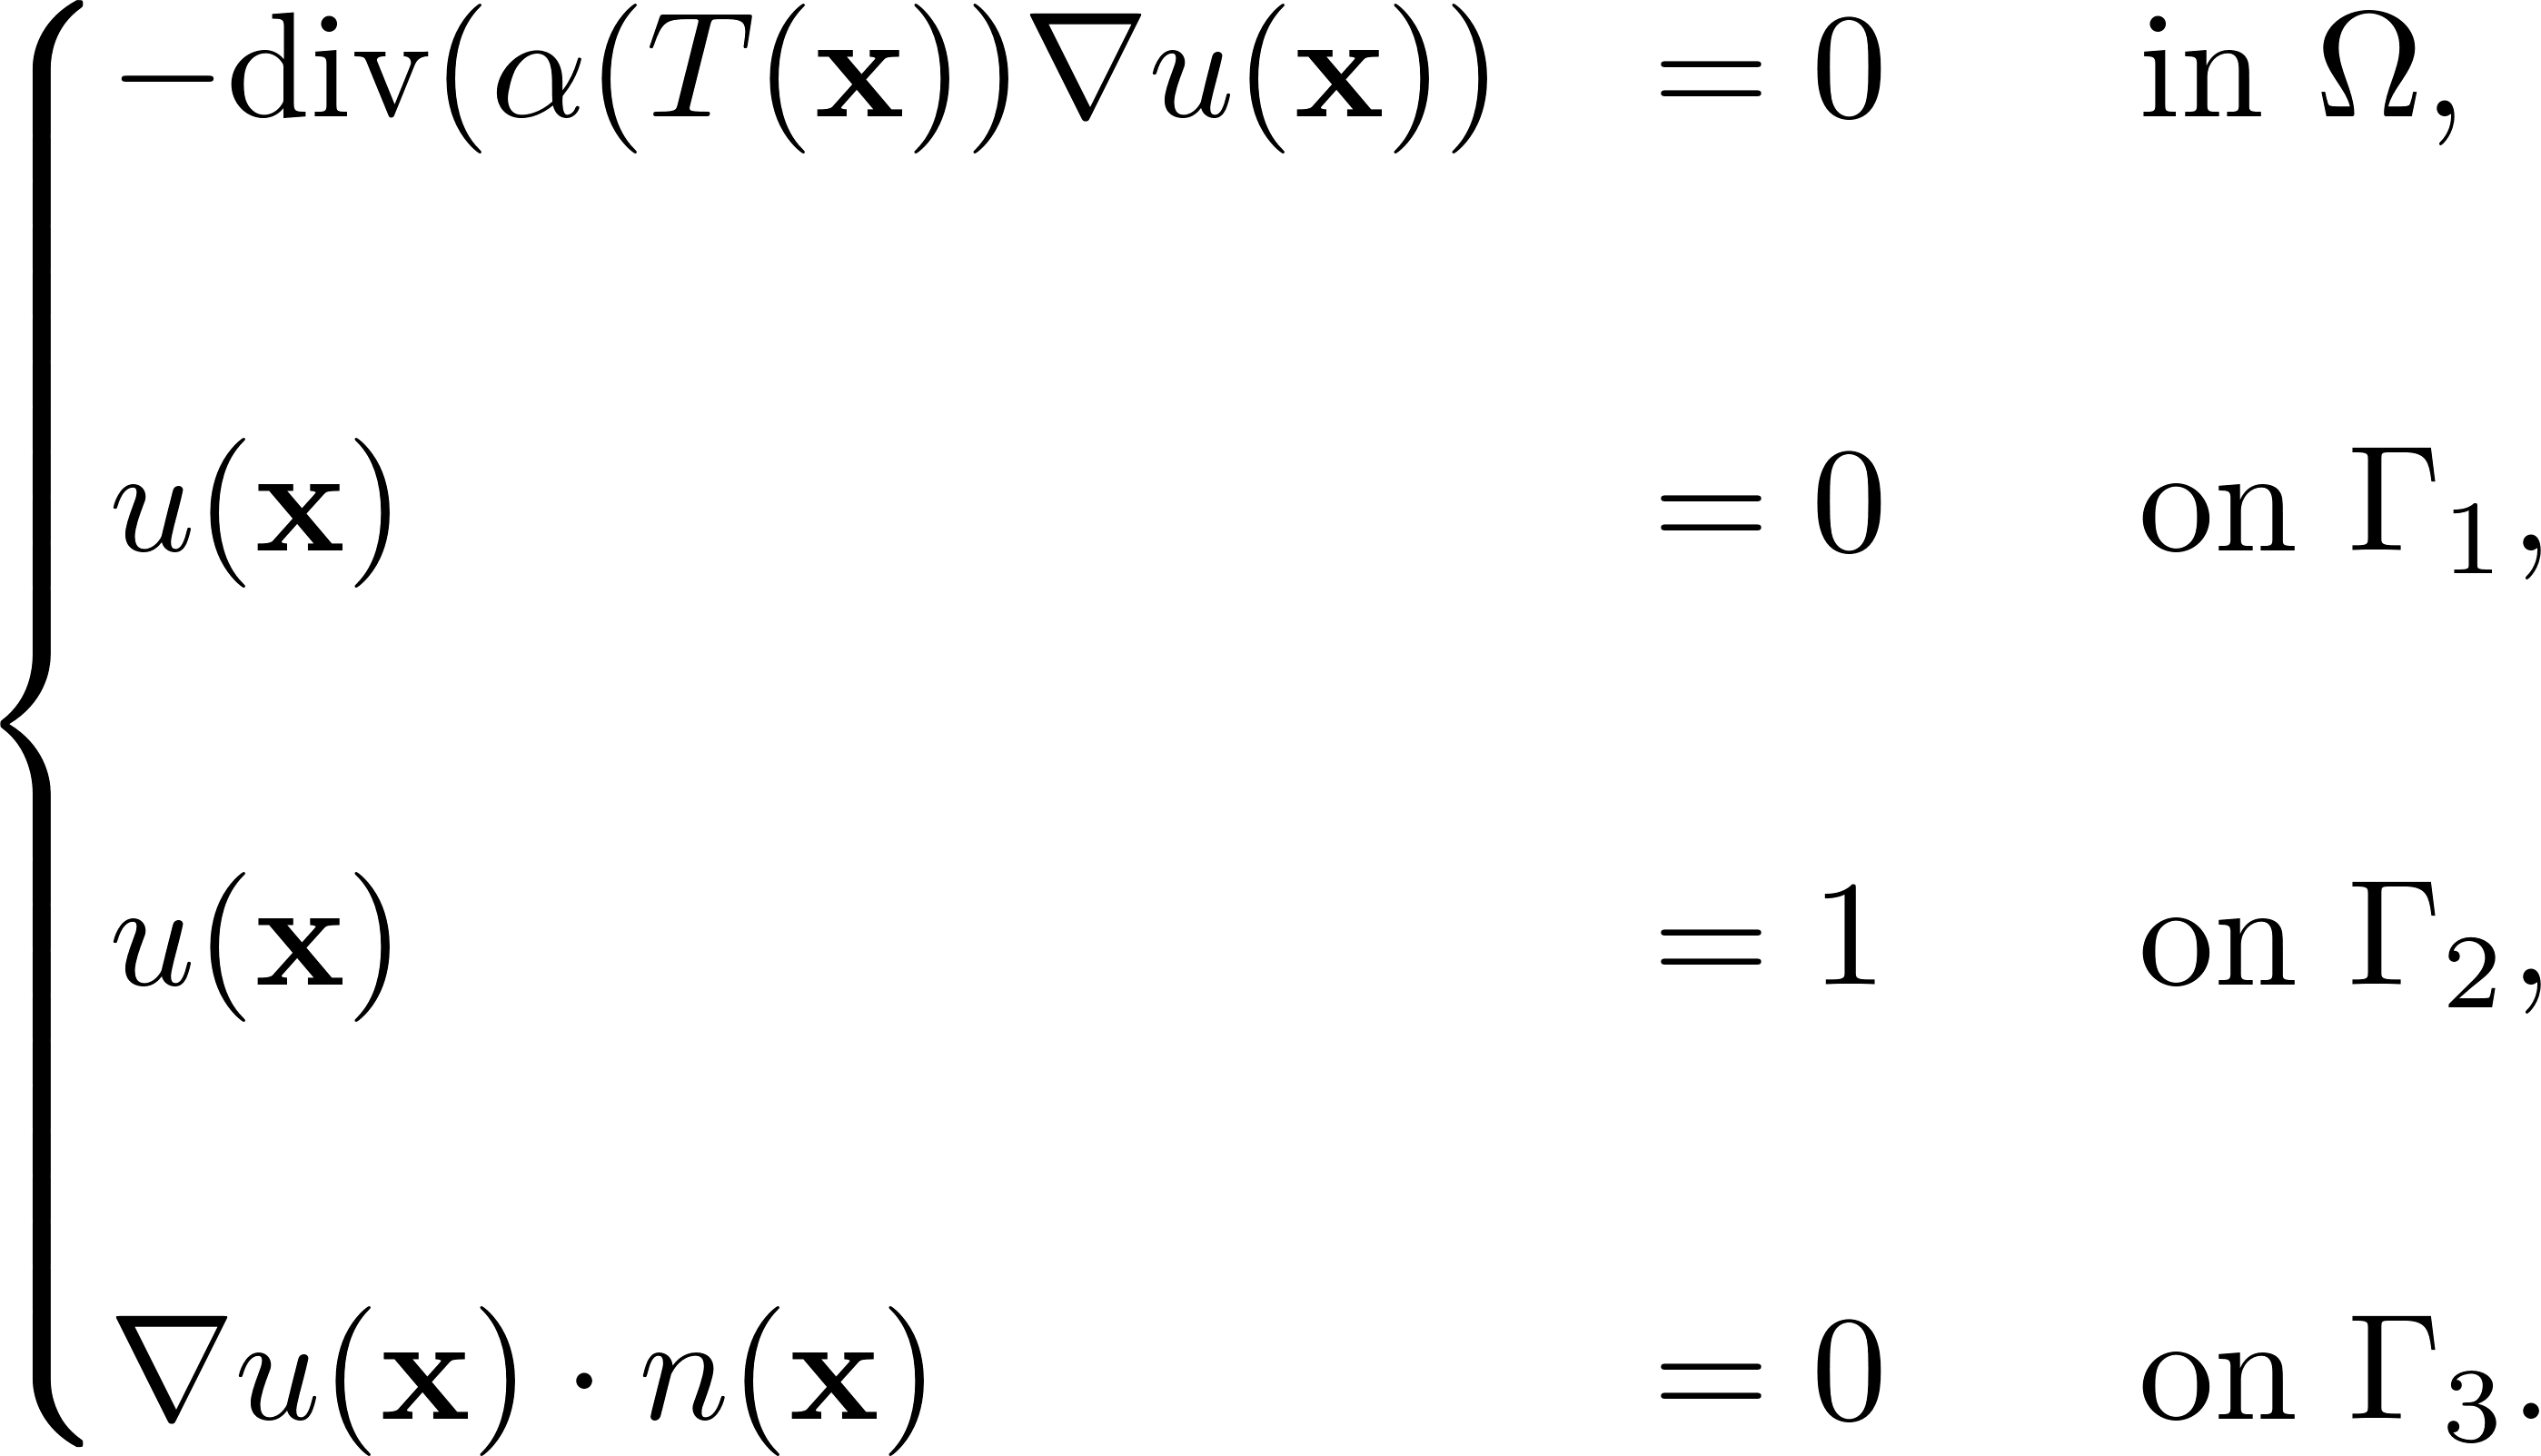 −div(α(T(𝐱))∇u(𝐱)) = 0 in Ω,
u(𝐱) = 0 on Γ₁,
u(𝐱) = 1 on Γ₂,
∇u(𝐱) · n(𝐱) = 0 on Γ₃.